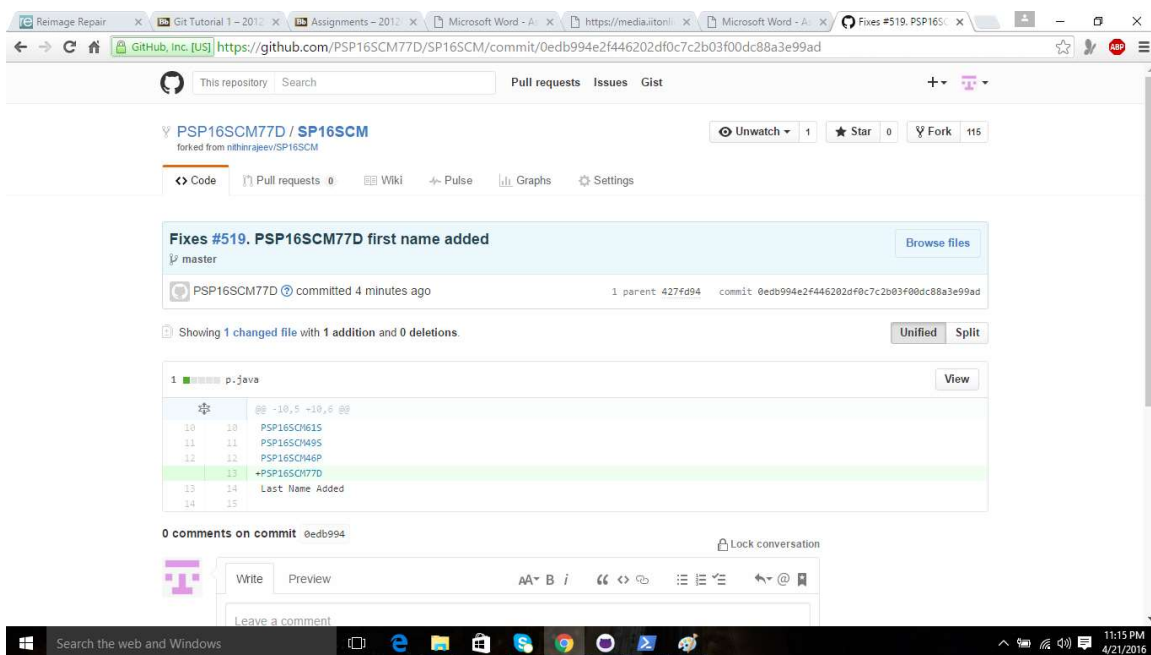 Reimage Repair
Git Tutorial 1 – 2012
Assignments – 2012
Microsoft Word - A
https://media.iitonli
Microsoft Word - A
Fixes #519. PSP16SC
GitHub, Inc. [US] https://github.com/PSP16SCM77D/SP16SCM/commit/0edb994e2f446202df0c7c2b03f00dc88a3e99ad
ABP
This repository Search Pull requests Issues Gist
PSP16SCM77D / SP16SCM
Unwatch 1 Star 0 Fork 115
forked from nithinrajeev/SP16SCM
Code Pull requests 0 Wiki Pulse Graphs Settings
Fixes #519. PSP16SCM77D first name added
Browse files
master
PSP16SCM77D committed 4 minutes ago 1 parent 427fd94 commit 0edb994e2f446202df0c7c2b03f00dc88a3e99ad
Showing 1 changed file with 1 addition and 0 deletions. Unified Split
1 p.java View
@@ -10,5 +10,6 @@
10 10 PSP16SCM61S
11 11 PSP16SCM49S
12 12 PSP16SCM46P
13 +PSP16SCM77D
13 14 Last Name Added
14 15
0 comments on commit 0edb994
Lock conversation
Write Preview AA B i
Leave a comment
Search the web and Windows
11:15 PM
4/21/2016